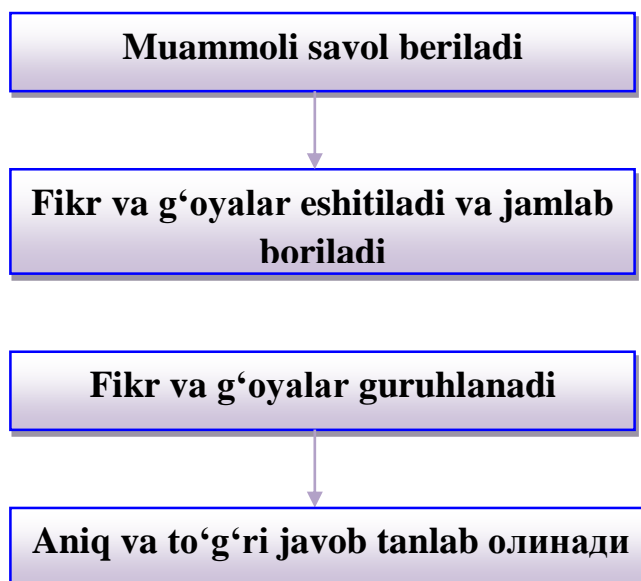 Muammoli savol beriladi
Fikr va g‘oyalar eshitiladi va jamlab
boriladi
Fikr va g‘oyalar guruhlanadi
Aniq va to‘g‘ri javob tanlab олинади